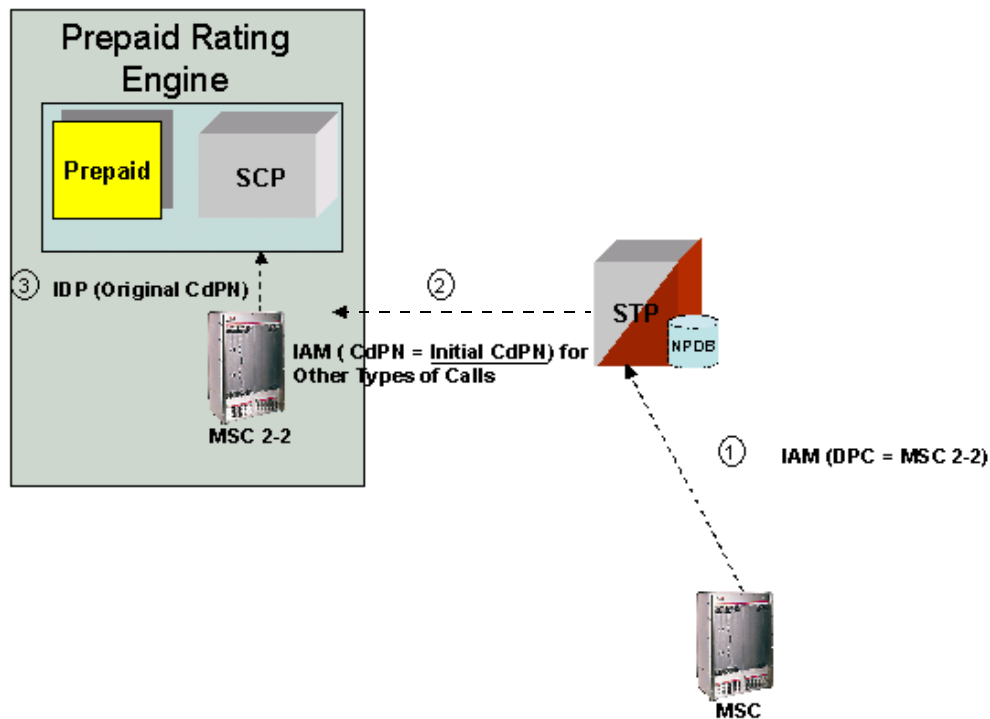 Prepaid Rating
Engine
Prepaid
SCP
3 IDP (Original CdPN)
2
STP
NPDB
IAM ( CdPN = Initial CdPN) for
Other Types of Calls
MSC 2-2
1 IAM (DPC = MSC 2-2)
MSC